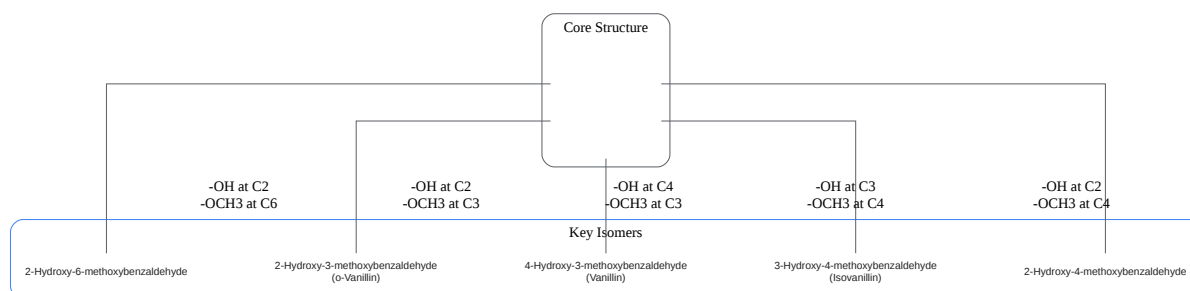 Core Structure
-OH at C2
-OCH3 at C6
-OH at C2
-OCH3 at C3
-OH at C4
-OCH3 at C3
-OH at C3
-OCH3 at C4
-OH at C2
-OCH3 at C4
Key Isomers
2-Hydroxy-6-methoxybenzaldehyde
2-Hydroxy-3-methoxybenzaldehyde
(o-Vanillin)
4-Hydroxy-3-methoxybenzaldehyde
(Vanillin)
3-Hydroxy-4-methoxybenzaldehyde
(Isovanillin)
2-Hydroxy-4-methoxybenzaldehyde